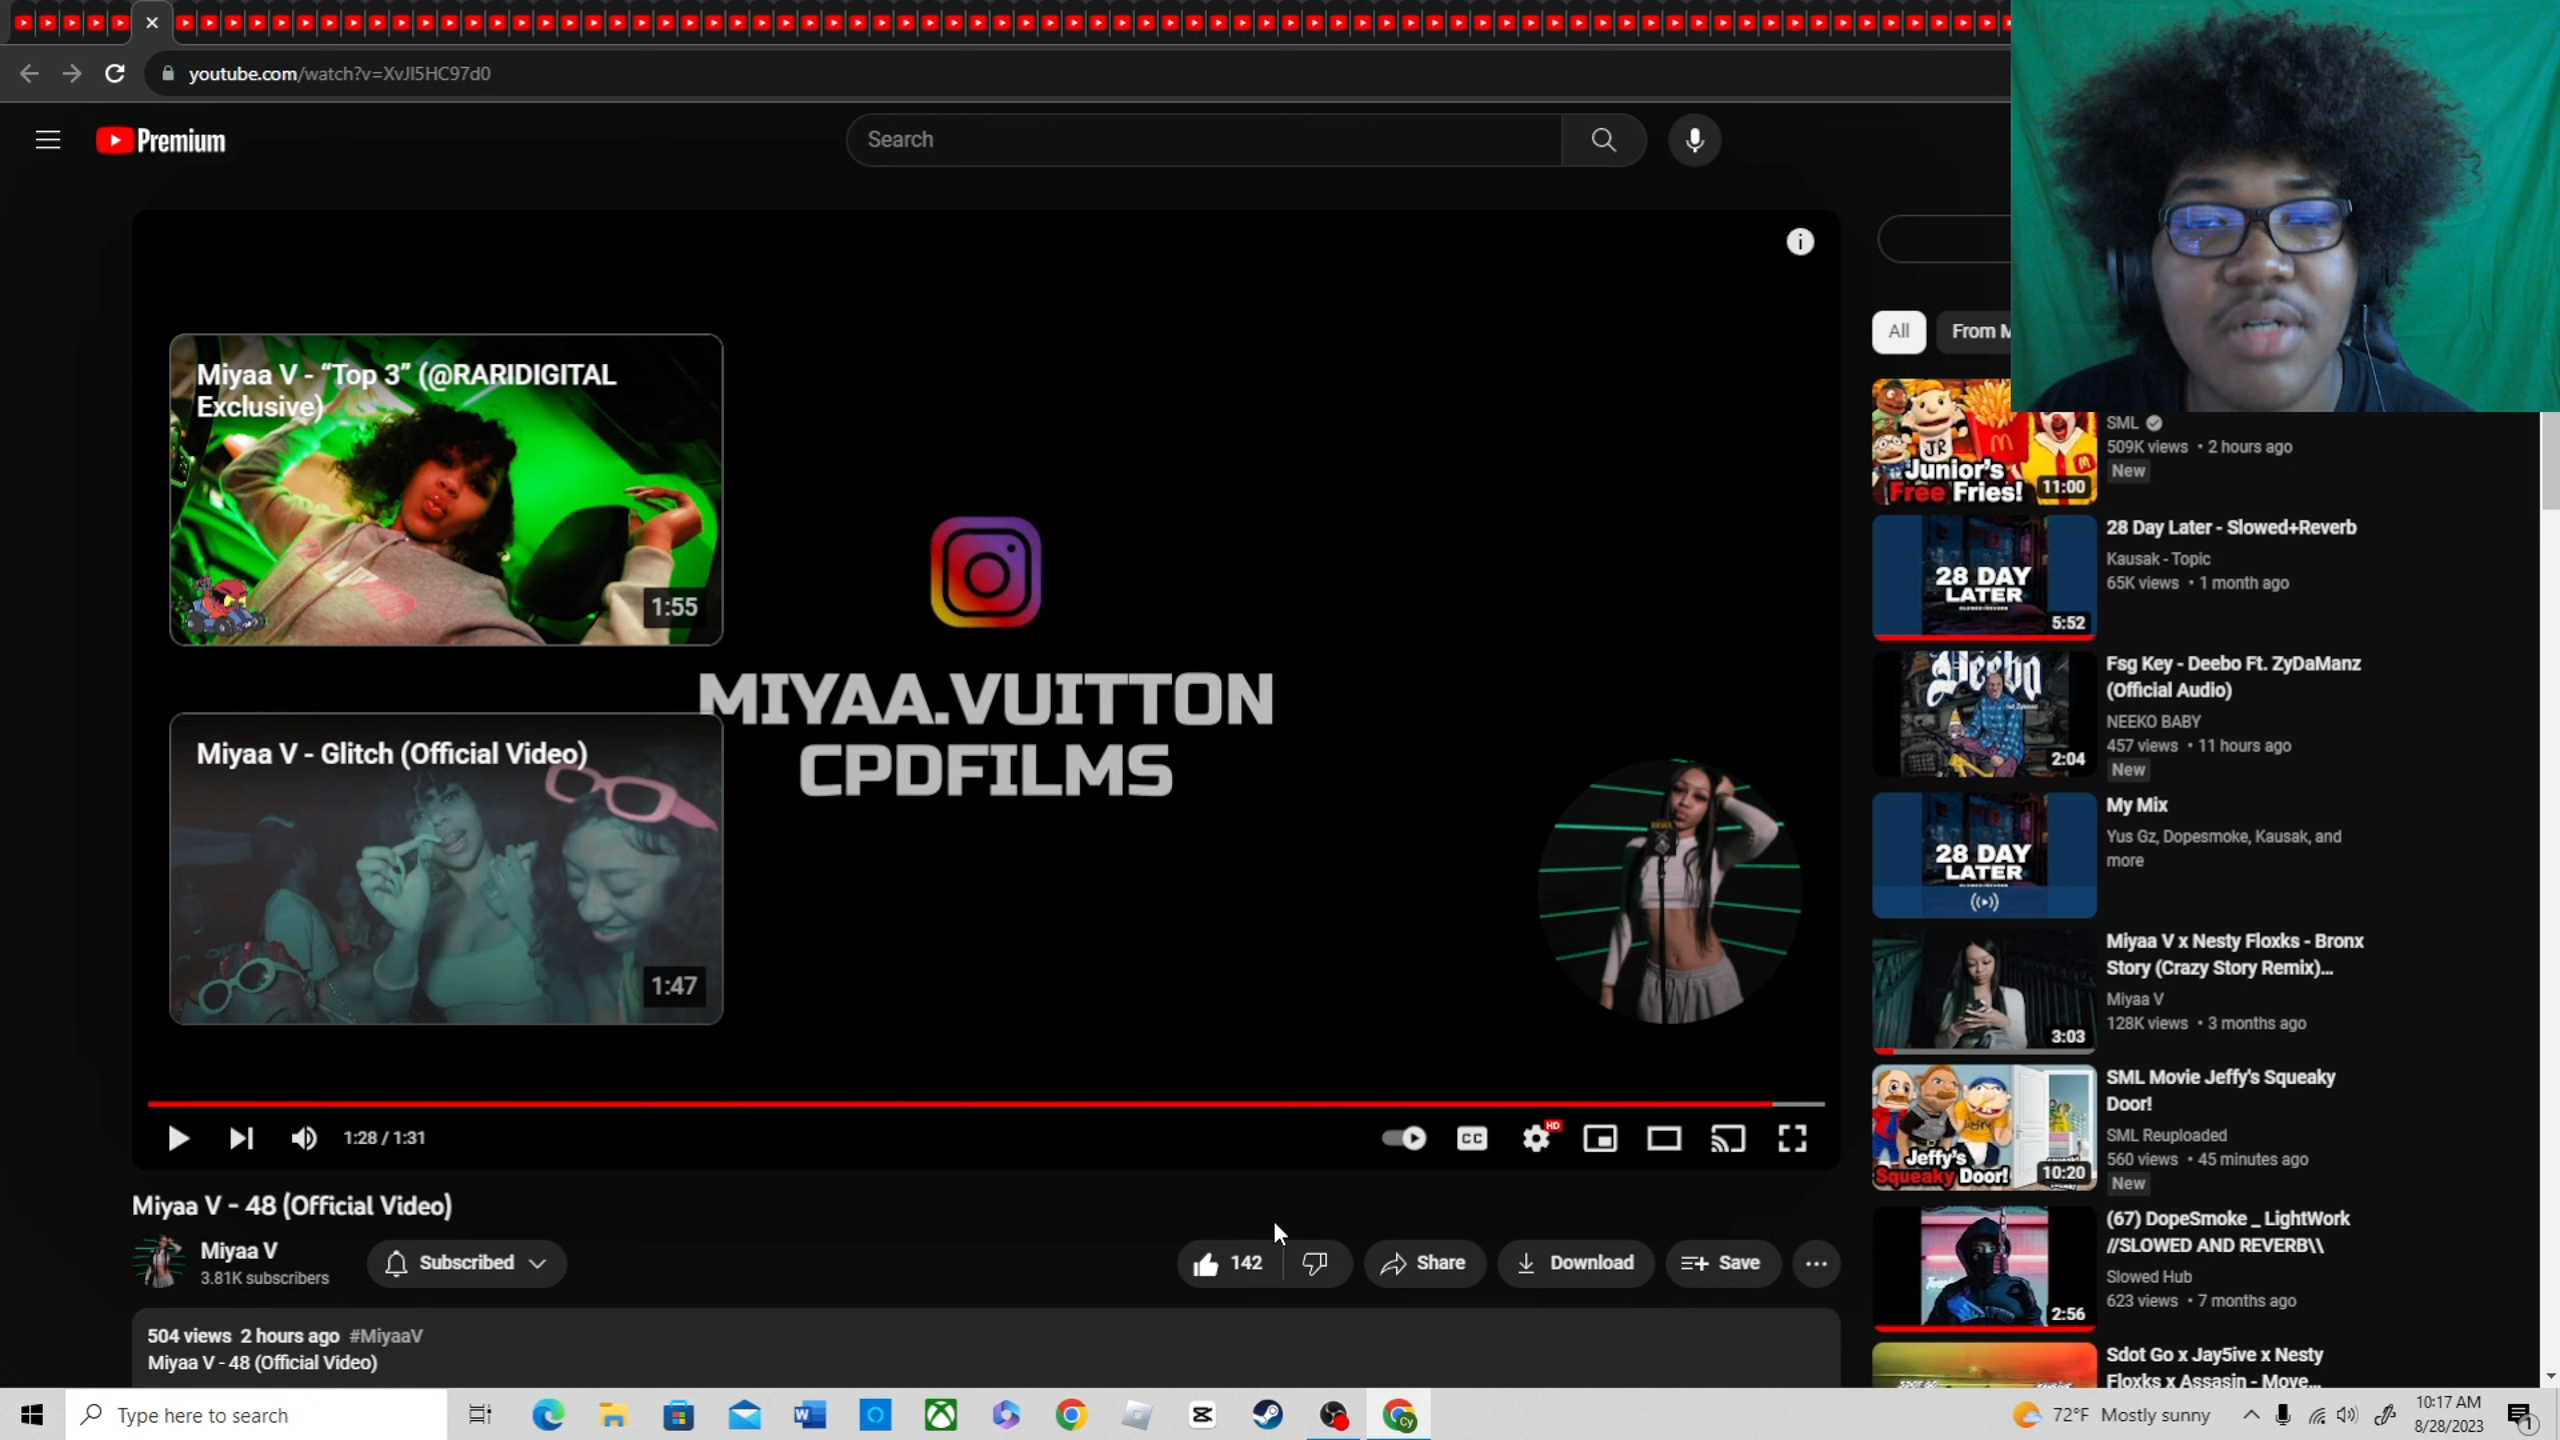 youtube.com/watch?v=XvJI5HC97d0
Premium
Search
Miyaa V - “Top 3” (@RARIDIGITAL
Exclusive)
1:55
MIYAA.VUITTON
CPDFILMS
Miyaa V - Glitch (Official Video)
1:47
1:28 / 1:31
CC
HD
Miyaa V - 48 (Official Video)
Miyaa V
3.81K subscribers
Subscribed
142
Share
Download
Save
504 views 2 hours ago #MiyaaV
Miyaa V - 48 (Official Video)
All
From M
JR
Junior's
Free Fries!
11:00
SML
509K views • 2 hours ago
New
28 DAY
LATER
5:52
28 Day Later - Slowed+Reverb
Kausak - Topic
65K views • 1 month ago
Deebo
2:04
Fsg Key - Deebo Ft. ZyDaManz
(Official Audio)
NEEKO BABY
457 views • 11 hours ago
New
28 DAY
LATER
My Mix
Yus Gz, Dopesmoke, Kausak, and
more
3:03
Miyaa V x Nesty Floxks - Bronx
Story (Crazy Story Remix)...
Miyaa V
128K views • 3 months ago
Jeffy's
Squeaky Door!
10:20
SML Movie Jeffy's Squeaky
Door!
SML Reuploaded
560 views • 45 minutes ago
New
2:56
(67) DopeSmoke _ LightWork
//SLOWED AND REVERB\\
Slowed Hub
623 views • 7 months ago
Sdot Go x Jay5ive x Nesty
Floxks x Assasin - Move...
Type here to search
Cy
72°F Mostly sunny
10:17 AM
8/28/2023
1